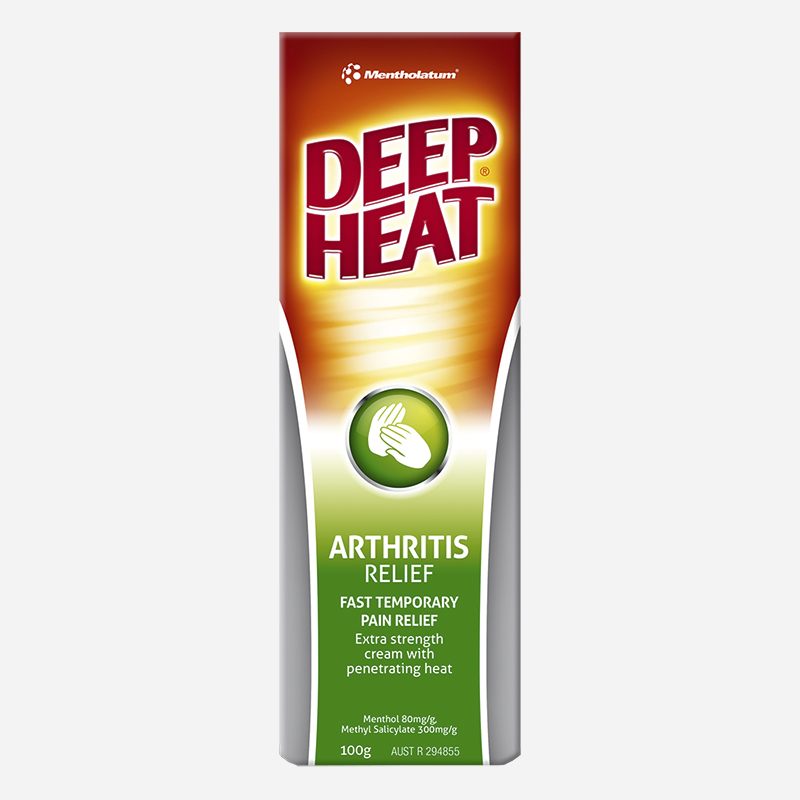 Mentholatum®
DEEP
HEAT®
ARTHRITIS
RELIEF
FAST TEMPORARY
PAIN RELIEF
Extra strength
cream with
penetrating heat
Menthol 80mg/g,
Methyl Salicylate 300mg/g
100g AUST R 294855